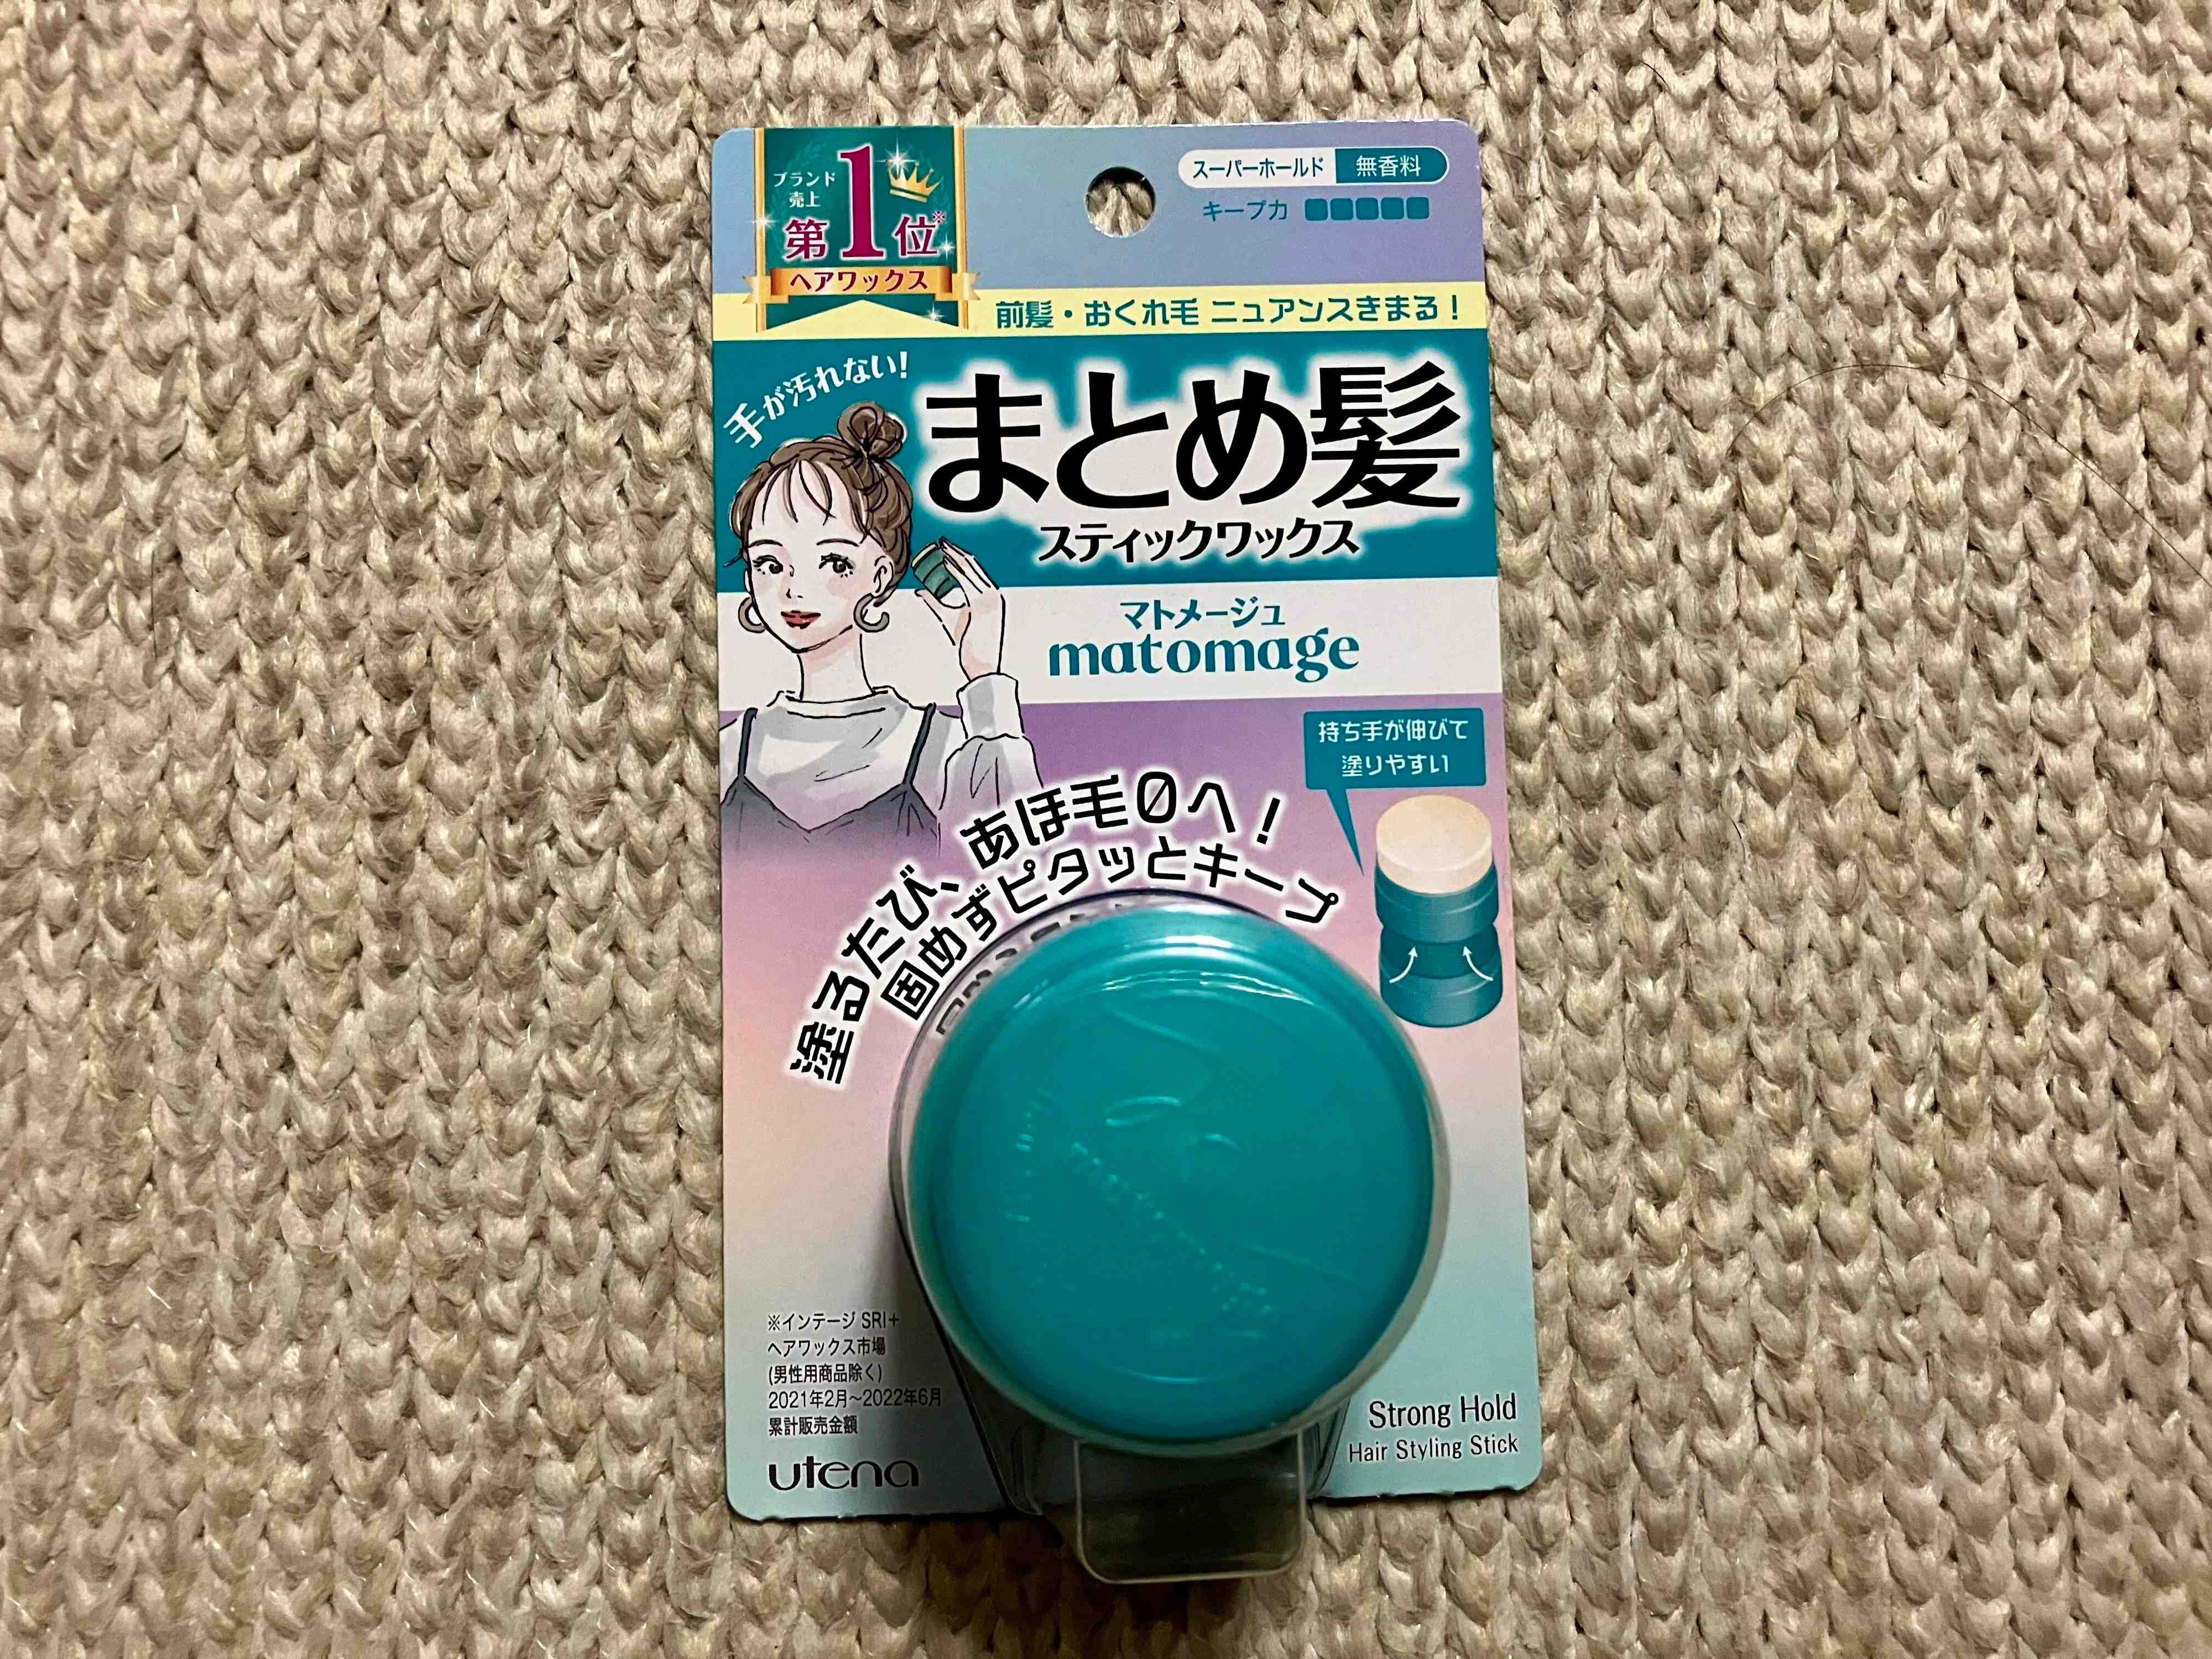 ブランド
売上
第1位※
ヘアワックス
スーパーホールド 無香料
キープ力
前髪・おくれ毛 ニュアンスきまる!
手が汚れない!
まとめ髪
スティックワックス
マトメージュ
matomage
持ち手が伸びて
塗りやすい
塗るたび、あほ毛0へ!
固めずピタッとキープ
※インテージ SRI+
ヘアワックス市場
(男性用商品除く)
2021年2月~2022年6月
累計販売金額
utena
Strong Hold
Hair Styling Stick